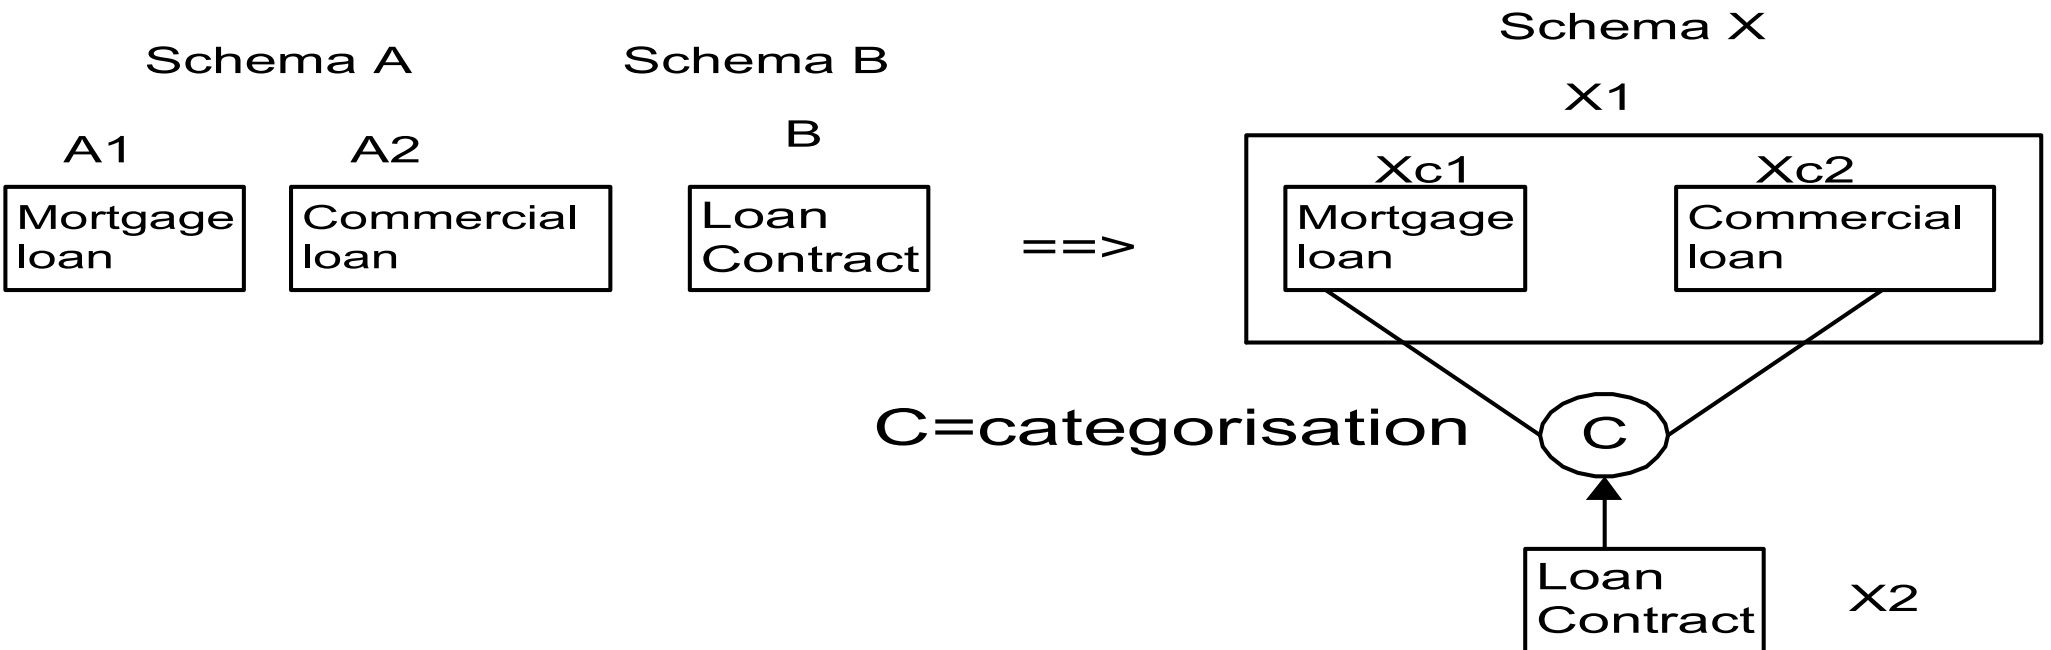 Schema A
Schema B
Schema X
A1
A2
B
X1
Mortgage
loan
Commercial
loan
Loan
Contract
==>
Xc1
Xc2
Mortgage
loan
Commercial
loan
C=categorisation
C
Loan
Contract
X2